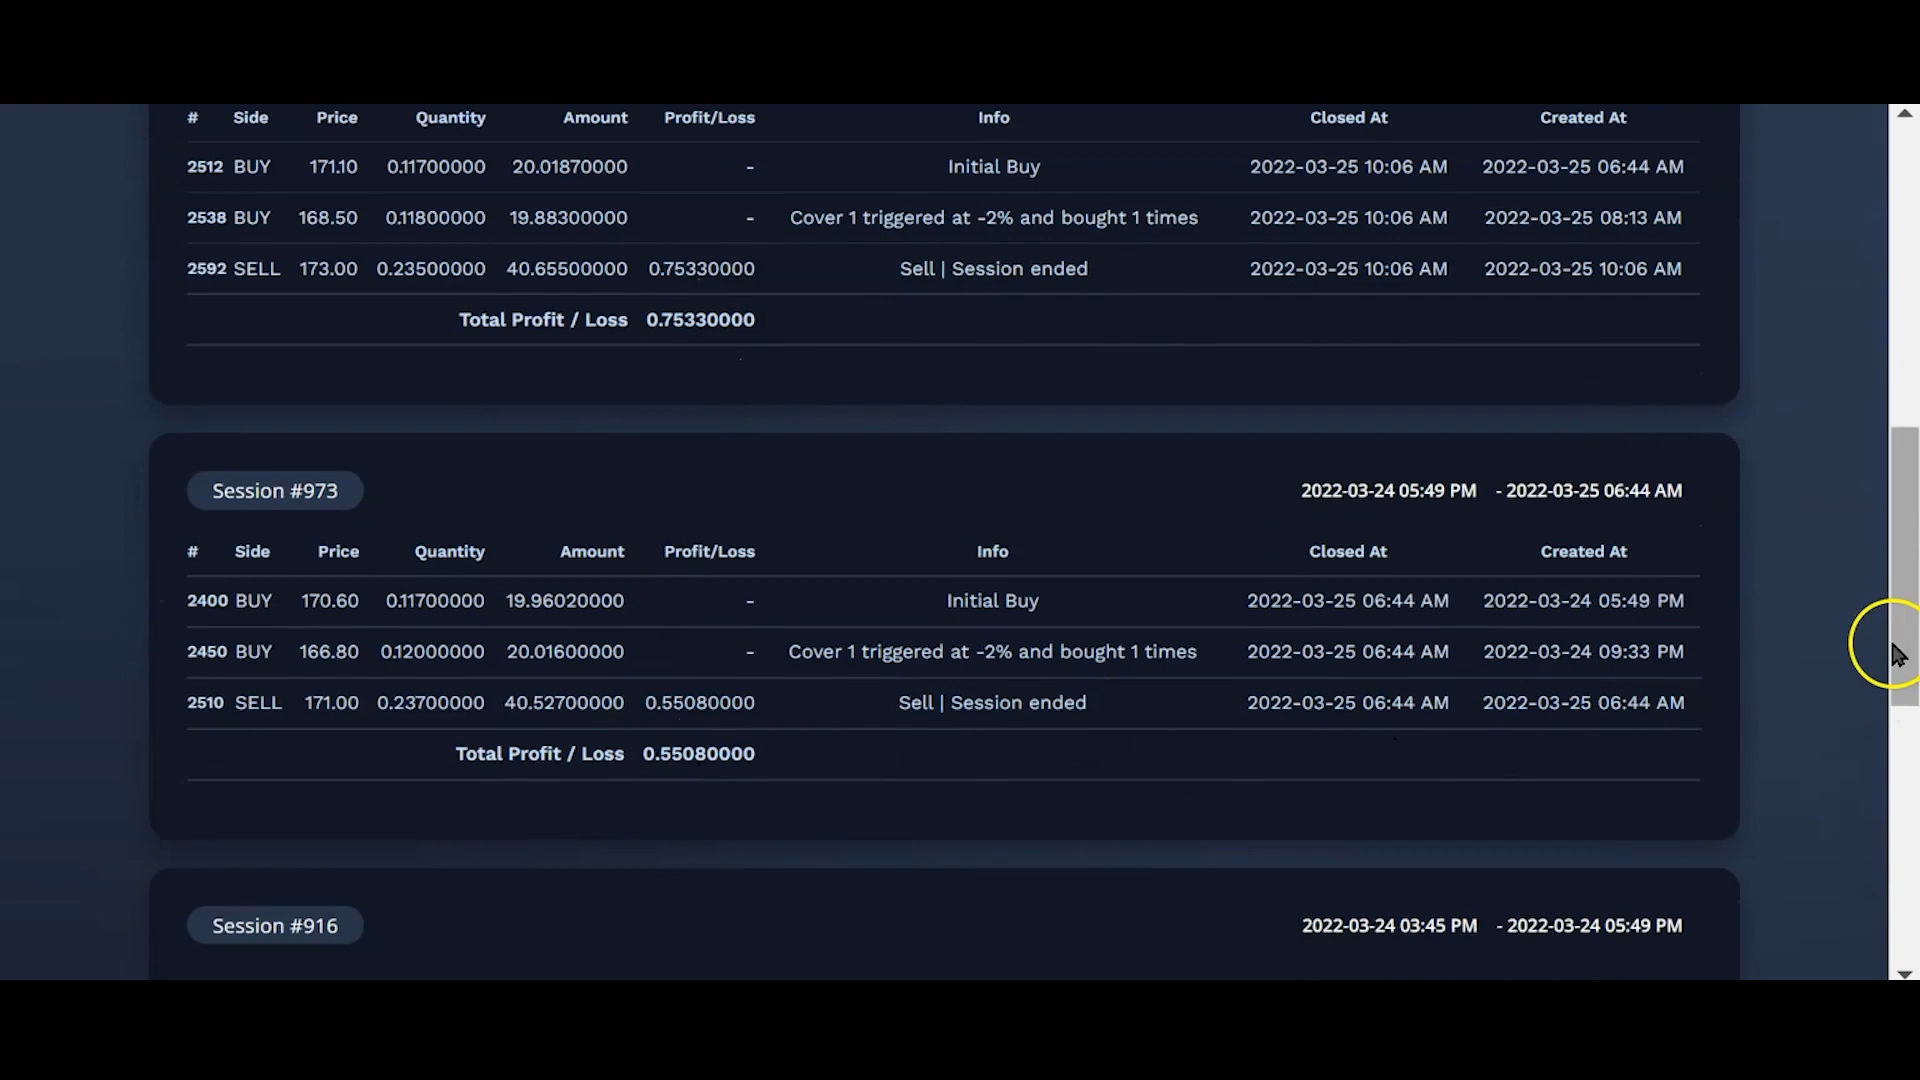 # Side Price Quantity Amount Profit/Loss Info Closed At Created At
2512 BUY 171.10 0.11700000 20.01870000 - Initial Buy 2022-03-25 10:06 AM 2022-03-25 06:44 AM
2538 BUY 168.50 0.11800000 19.88300000 - Cover 1 triggered at -2% and bought 1 times 2022-03-25 10:06 AM 2022-03-25 08:13 AM
2592 SELL 173.00 0.23500000 40.65500000 0.75330000 Sell | Session ended 2022-03-25 10:06 AM 2022-03-25 10:06 AM
Total Profit / Loss 0.75330000
Session #973 2022-03-24 05:49 PM - 2022-03-25 06:44 AM
# Side Price Quantity Amount Profit/Loss Info Closed At Created At
2400 BUY 170.60 0.11700000 19.96020000 - Initial Buy 2022-03-25 06:44 AM 2022-03-24 05:49 PM
2450 BUY 166.80 0.12000000 20.01600000 - Cover 1 triggered at -2% and bought 1 times 2022-03-25 06:44 AM 2022-03-24 09:33 PM
2510 SELL 171.00 0.23700000 40.52700000 0.55080000 Sell | Session ended 2022-03-25 06:44 AM 2022-03-25 06:44 AM
Total Profit / Loss 0.55080000
Session #916 2022-03-24 03:45 PM - 2022-03-24 05:49 PM